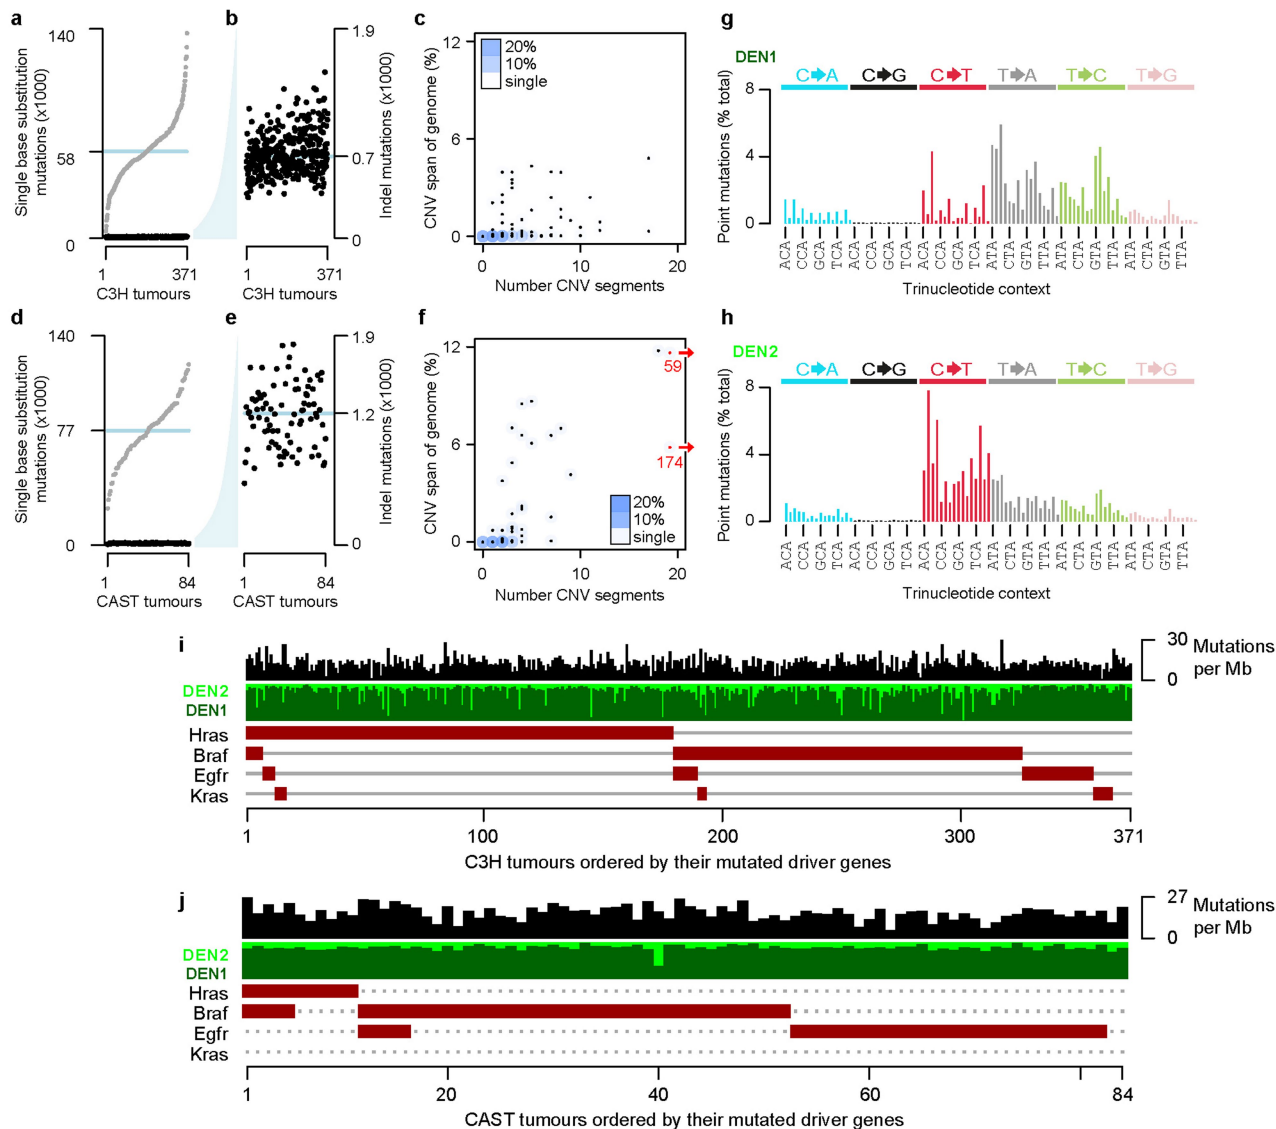 a
140
58
0
Single base substitution
mutations (x1000)
1
371
C3H tumours
b
1.9
0.7
0
Indel mutations (x1000)
1
371
C3H tumours
c
12
6
0
CNV span of genome (%)
20%
10%
single
0
10
20
Number CNV segments
g
DEN1
C A
C G
C T
T A
T C
T G
8
4
0
Point mutations (% total)
ACA CCA GCA TCA ACA CCA GCA TCA ACA CCA GCA TCA ATA CTA GTA TTA ATA CTA GTA TTA ATA CTA GTA TTA
Trinucleotide context
d
140
77
0
Single base substitution
mutations (x1000)
1
84
CAST tumours
e
1.9
1.2
0
Indel mutations (x1000)
1
84
CAST tumours
f
12
6
0
CNV span of genome (%)
59
174
20%
10%
single
0
10
20
Number CNV segments
h
DEN2
C A
C G
C T
T A
T C
T G
8
4
0
Point mutations (% total)
ACA CCA GCA TCA ACA CCA GCA TCA ACA CCA GCA TCA ATA CTA GTA TTA ATA CTA GTA TTA ATA CTA GTA TTA
Trinucleotide context
i
30
0
Mutations
per Mb
DEN2
DEN1
Hras
Braf
Egfr
Kras
1
100
200
300
371
C3H tumours ordered by their mutated driver genes
j
27
0
Mutations
per Mb
DEN2
DEN1
Hras
Braf
Egfr
Kras
1
20
40
60
84
CAST tumours ordered by their mutated driver genes